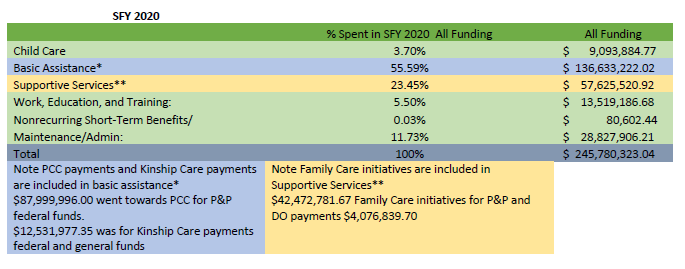 SFY 2020
% Spent in SFY 2020 All Funding All Funding
Child Care 3.70% $ 9,093,884.77
Basic Assistance* 55.59% $ 136,633,222.02
Supportive Services** 23.45% $ 57,625,520.92
Work, Education, and Training: 5.50% $ 13,519,186.68
Nonrecurring Short-Term Benefits/ 0.03% $ 80,602.44
Maintenance/Admin: 11.73% $ 28,827,906.21
Total 100% $ 245,780,323.04
Note PCC payments and Kinship Care payments
are included in basic assistance*
$87,999,996.00 went towards PCC for P&P
federal funds.
$12,531,977.35 was for Kinship Care payments
federal and general funds
Note Family Care initiatives are included in
Supportive Services**
$42,472,781.67 Family Care initiatives for P&P and
DO payments $4,076,839.70